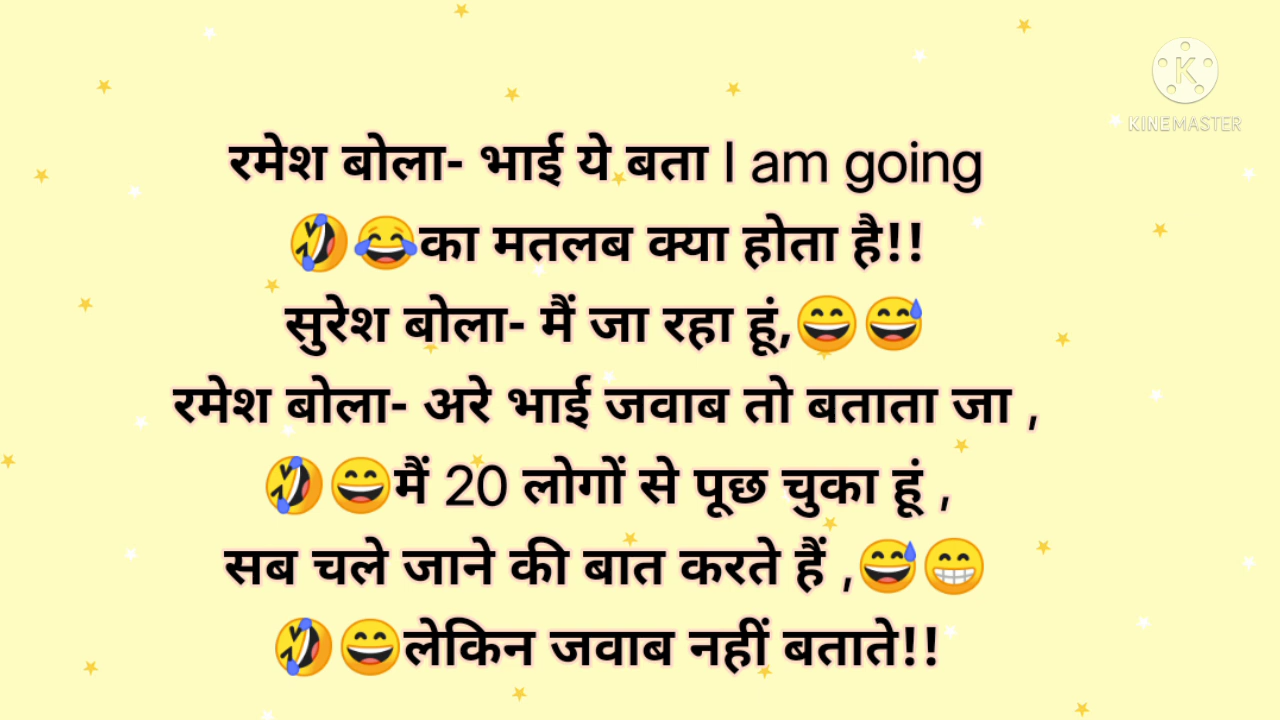 KINEMASTER
रमेश बोला- भाई ये बता I am going
🤣😂का मतलब क्या होता है!!
सुरेश बोला- मैं जा रहा हूं,😄😅
रमेश बोला- अरे भाई जवाब तो बताता जा ,
🤣😄मैं 20 लोगों से पूछ चुका हूं ,
सब चले जाने की बात करते हैं ,😅😁
🤣😄लेकिन जवाब नहीं बताते!!